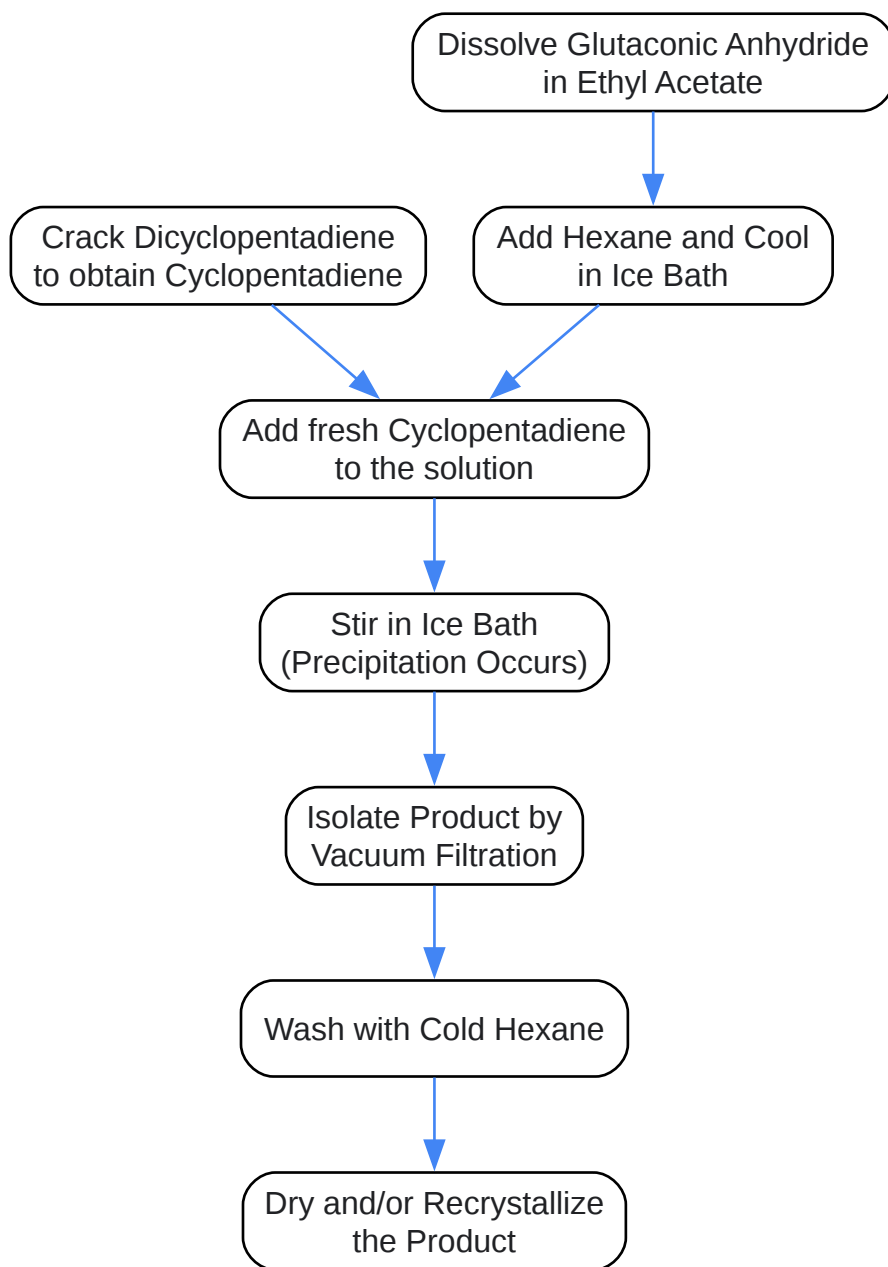 Dissolve Glutaconic Anhydride
in Ethyl Acetate
Crack Dicyclopentadiene
to obtain Cyclopentadiene
Add Hexane and Cool
in Ice Bath
Add fresh Cyclopentadiene
to the solution
Stir in Ice Bath
(Precipitation Occurs)
Isolate Product by
Vacuum Filtration
Wash with Cold Hexane
Dry and/or Recrystallize
the Product